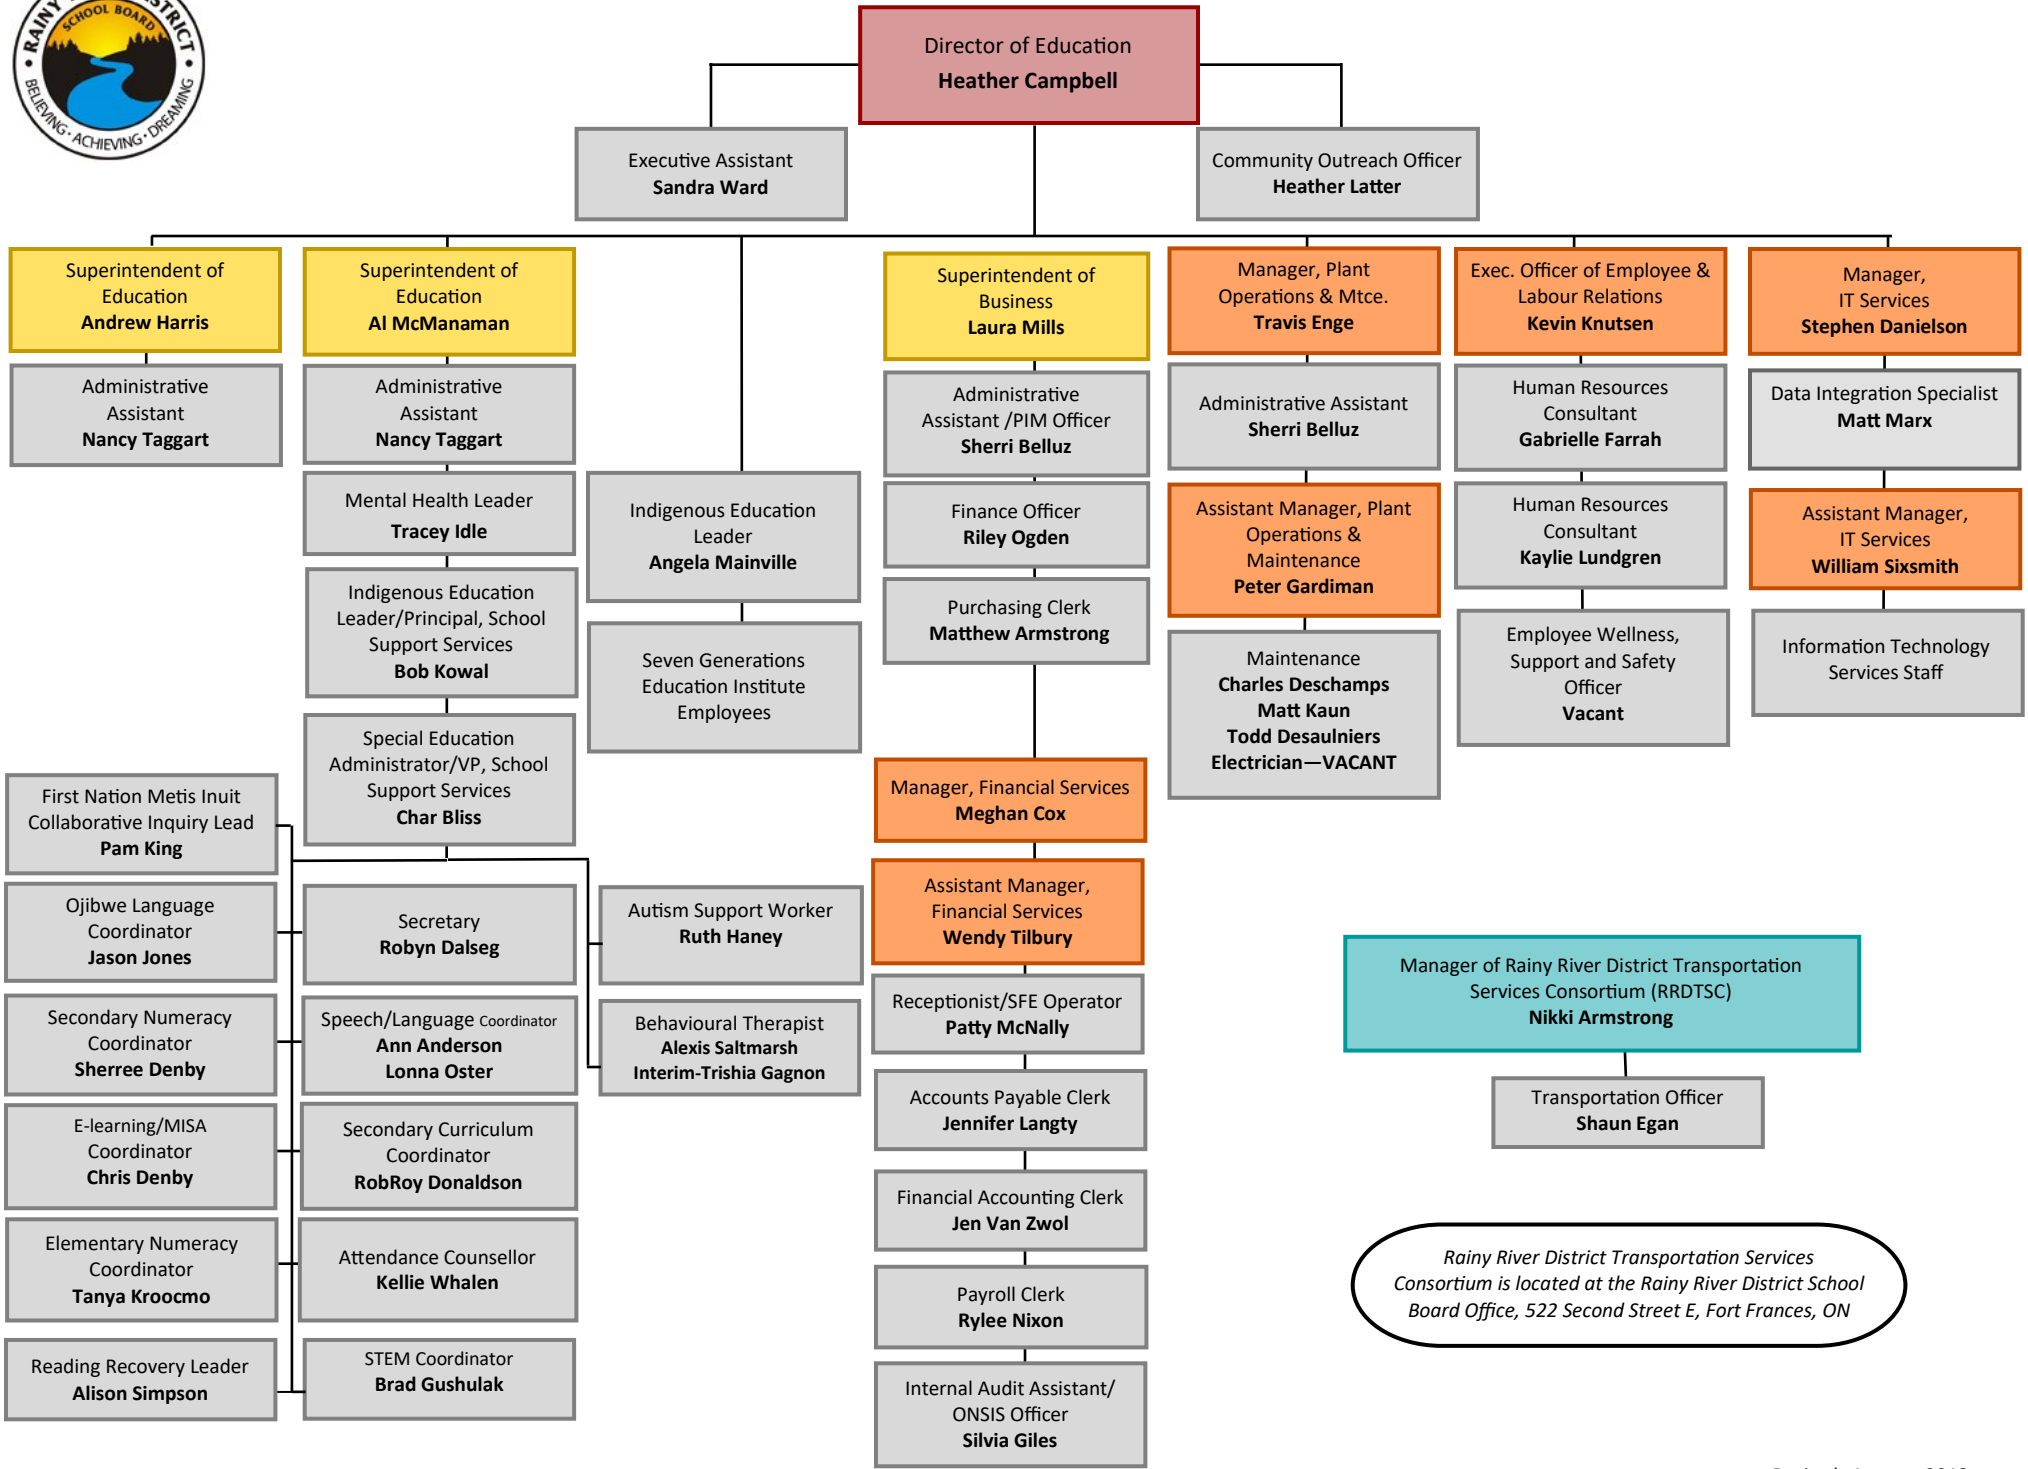 SCHOOL BOARD
BELIEVING · ACHIEVING · DREAMING
Director of Education
Heather Campbell
Executive Assistant
Sandra Ward
Community Outreach Officer
Heather Latter
Superintendent of
Education
Andrew Harris
Superintendent of
Education
Al McManaman
Superintendent of
Business
Laura Mills
Manager, Plant
Operations & Mtce.
Travis Enge
Exec. Officer of Employee &
Labour Relations
Kevin Knutsen
Manager,
IT Services
Stephen Danielson
Administrative
Assistant
Nancy Taggart
Administrative
Assistant
Nancy Taggart
Mental Health Leader
Tracey Idle
Indigenous Education
Leader/Principal, School
Support Services
Bob Kowal
Special Education
Administrator/VP, School
Support Services
Char Bliss
Indigenous Education
Leader
Angela Mainville
Seven Generations
Education Institute
Employees
Administrative
Assistant /PIM Officer
Sherri Belluz
Finance Officer
Riley Ogden
Purchasing Clerk
Matthew Armstrong
Manager, Financial Services
Meghan Cox
Assistant Manager,
Financial Services
Wendy Tilbury
Receptionist/SFE Operator
Patty McNally
Accounts Payable Clerk
Jennifer Langty
Financial Accounting Clerk
Jen Van Zwol
Payroll Clerk
Rylee Nixon
Internal Audit Assistant/
ONSIS Officer
Silvia Giles
Administrative Assistant
Sherri Belluz
Assistant Manager, Plant
Operations &
Maintenance
Peter Gardiman
Maintenance
Charles Deschamps
Matt Kaun
Todd Desaulniers
Electrician—VACANT
Human Resources
Consultant
Gabrielle Farrah
Human Resources
Consultant
Kaylie Lundgren
Employee Wellness,
Support and Safety
Officer
Vacant
Data Integration Specialist
Matt Marx
Assistant Manager,
IT Services
William Sixsmith
Information Technology
Services Staff
First Nation Metis Inuit
Collaborative Inquiry Lead
Pam King
Ojibwe Language
Coordinator
Jason Jones
Secondary Numeracy
Coordinator
Sherree Denby
E-learning/MISA
Coordinator
Chris Denby
Elementary Numeracy
Coordinator
Tanya Kroocmo
Reading Recovery Leader
Alison Simpson
Secretary
Robyn Dalseg
Speech/Language Coordinator
Ann Anderson
Lonna Oster
Secondary Curriculum
Coordinator
RobRoy Donaldson
Attendance Counsellor
Kellie Whalen
STEM Coordinator
Brad Gushulak
Autism Support Worker
Ruth Haney
Behavioural Therapist
Alexis Saltmarsh
Interim-Trishia Gagnon
Manager of Rainy River District Transportation
Services Consortium (RRDTSC)
Nikki Armstrong
Transportation Officer
Shaun Egan
Rainy River District Transportation Services
Consortium is located at the Rainy River District School
Board Office, 522 Second Street E, Fort Frances, ON